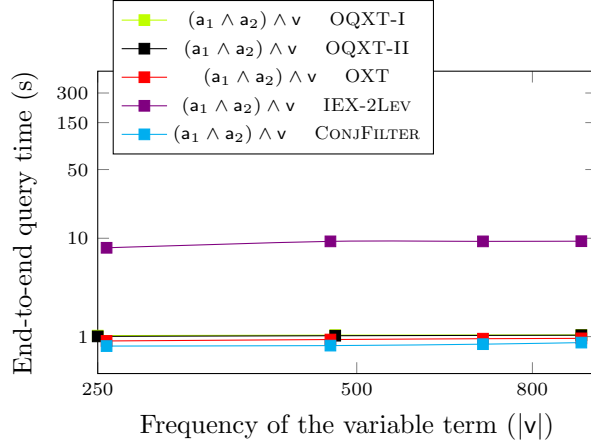 (a₁ ∧ a₂) ∧ v OQXT-I
(a₁ ∧ a₂) ∧ v OQXT-II
(a₁ ∧ a₂) ∧ v OXT
(a₁ ∧ a₂) ∧ v IEX-2LEV
(a₁ ∧ a₂) ∧ v CONJFILTER
End-to-end query time (s)
300
150
50
10
1
250
500
800
Frequency of the variable term (|v|)